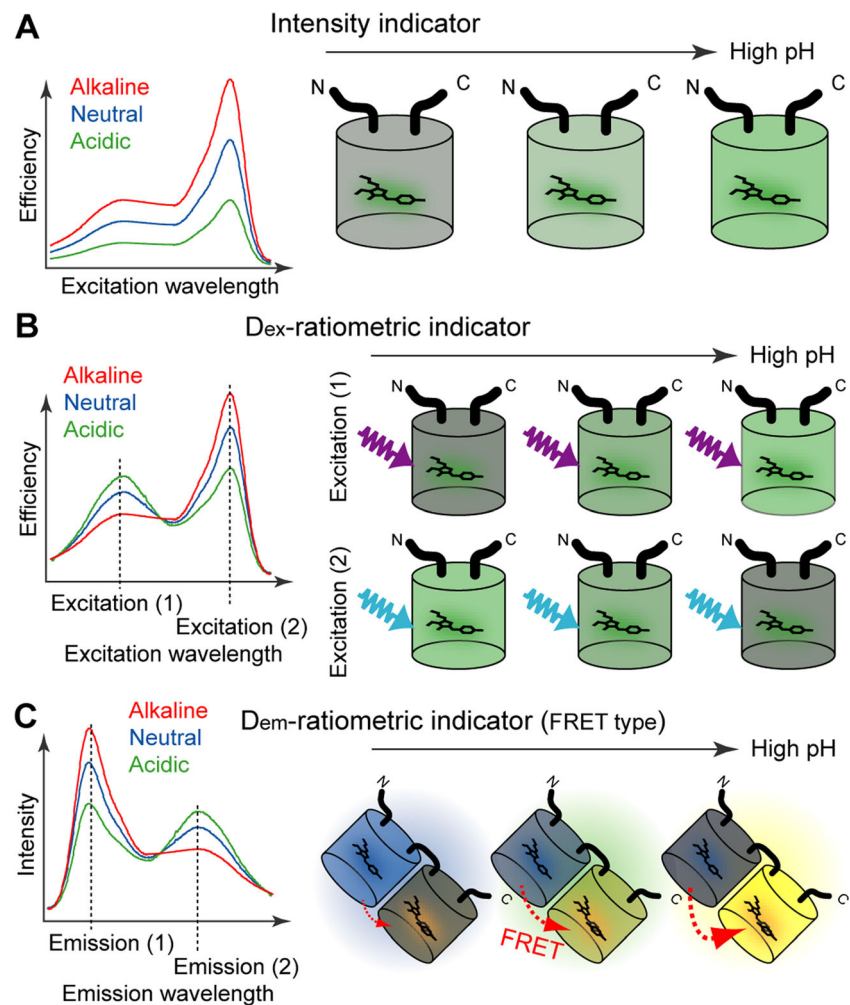 A
Intensity indicator
High pH
Alkaline
Neutral
Acidic
Efficiency
Excitation wavelength
N
C
B
Dex-ratiometric indicator
High pH
Alkaline
Neutral
Acidic
Efficiency
Excitation (1)
Excitation (2)
Excitation wavelength
Excitation (1)
N
C
N
C
N
C
Excitation (2)
N
C
N
C
N
C
C
Dem-ratiometric indicator (FRET type)
High pH
Alkaline
Neutral
Acidic
Intensity
Emission (1)
Emission (2)
Emission wavelength
N
N
C
FRET
N
C
C